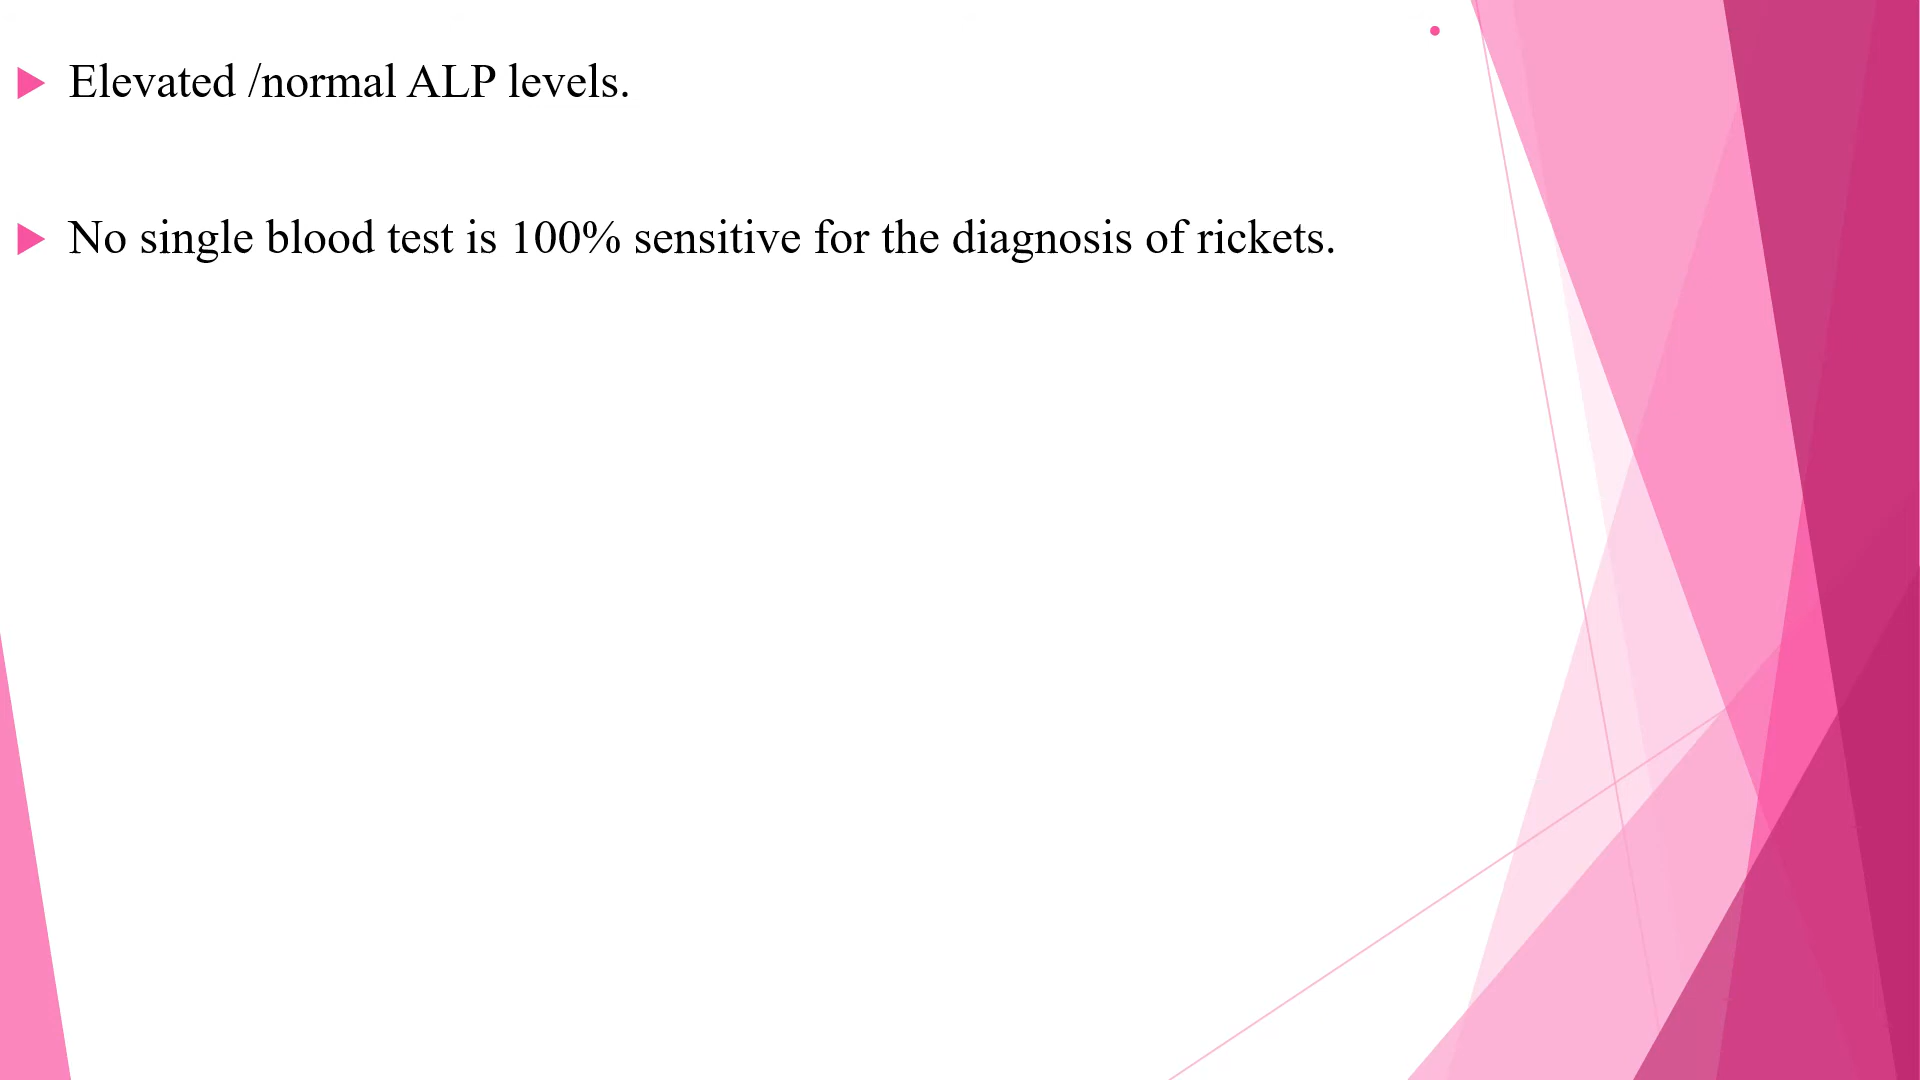 Elevated /normal ALP levels.
No single blood test is 100% sensitive for the diagnosis of rickets.